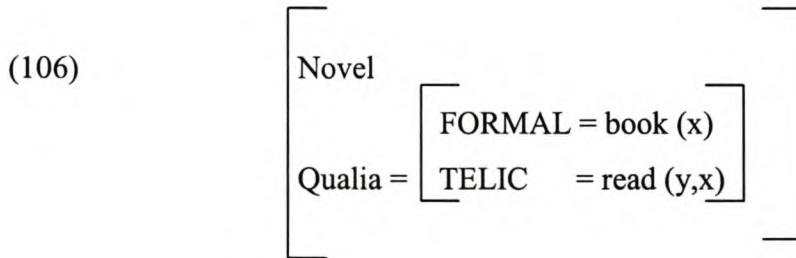 (106) Novel
FORMAL = book (x)
Qualia = TELIC = read (y,x)